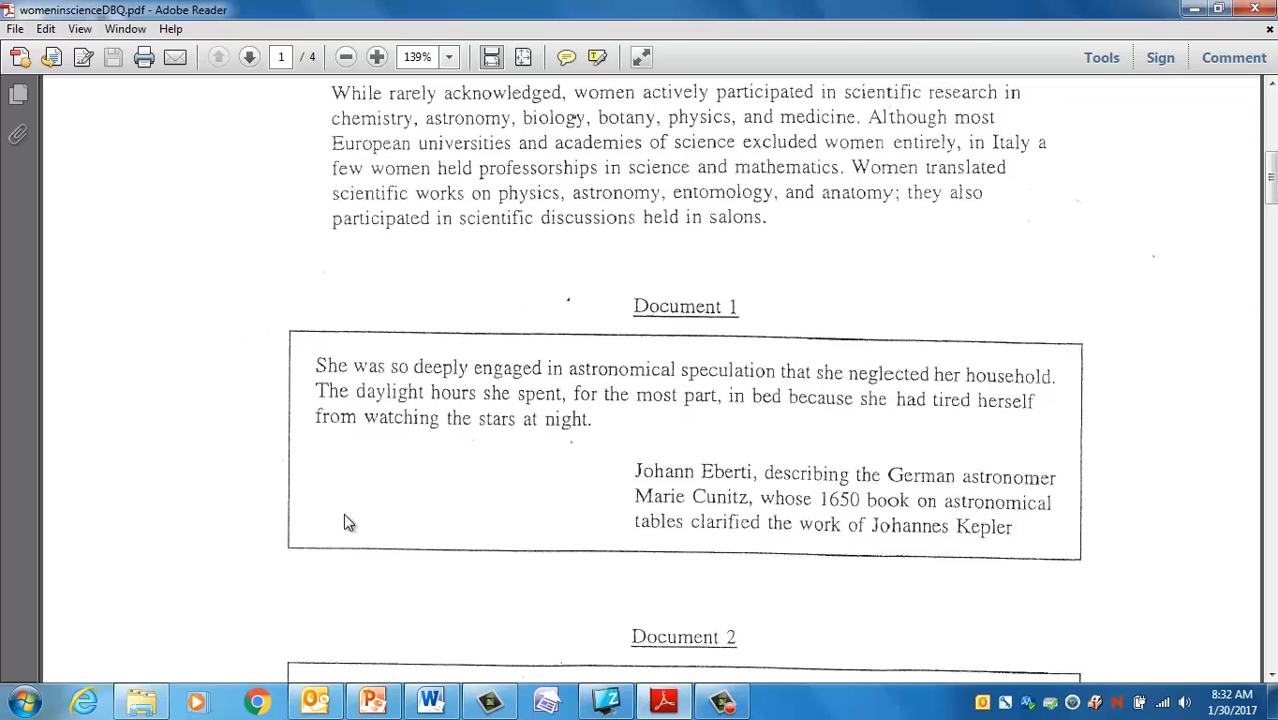 womeninscienceDBQ.pdf - Adobe Reader
File Edit View Window Help
1 / 4 139% Tools Sign Comment
While rarely acknowledged, women actively participated in scientific research in
chemistry, astronomy, biology, botany, physics, and medicine. Although most
European universities and academies of science excluded women entirely, in Italy a
few women held professorships in science and mathematics. Women translated
scientific works on physics, astronomy, entomology, and anatomy; they also
participated in scientific discussions held in salons.
Document 1
She was so deeply engaged in astronomical speculation that she neglected her household.
The daylight hours she spent, for the most part, in bed because she had tired herself
from watching the stars at night.
Johann Eberti, describing the German astronomer
Marie Cunitz, whose 1650 book on astronomical
tables clarified the work of Johannes Kepler
Document 2
8:32 AM
1/30/2017